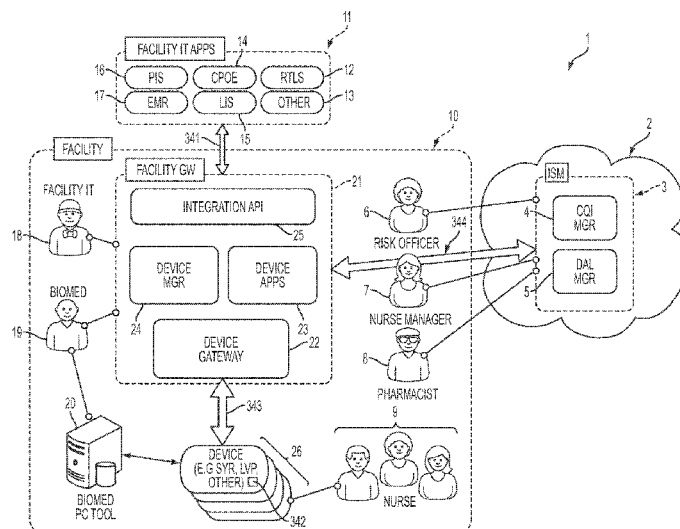 11
14
FACILITY IT APPS
1
16
PIS
CPOE
RTLS
12
17
EMR
LIS
OTHER
13
341
15
10
2
FACILITY
FACILITY GW
21
ISM
3
FACILITY IT
INTEGRATION API
6
4
CQI
MGR
18
25
RISK OFFICER
344
BIOMED
DEVICE
MGR
DEVICE
APPS
7
5
DAL
MGR
19
24
23
NURSE MANAGER
DEVICE
GATEWAY
22
8
PHARMACIST
20
343
9
26
DEVICE
(E.G SYR, LVP,
OTHER)
BIOMED
PC TOOL
NURSE
342